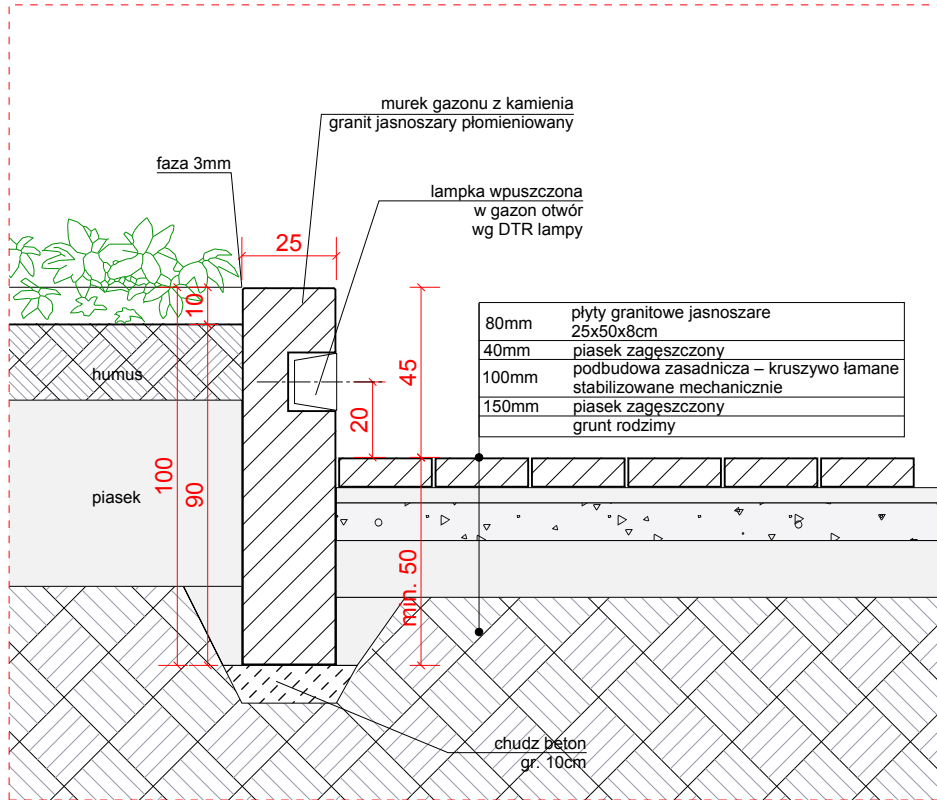 murek gazonu z kamienia
granit jasnoszary płomieniowany
faza 3mm
lampka wpuszczona
w gazon otwór
wg DTR lampy
25
10
45
20
100
90
min. 50
humus
piasek
80mm płyty granitowe jasnoszare
25x50x8cm
40mm piasek zagęszczony
100mm podbudowa zasadnicza – kruszywo łamane
stabilizowane mechanicznie
150mm piasek zagęszczony
grunt rodzimy
chudz beton
gr. 10cm